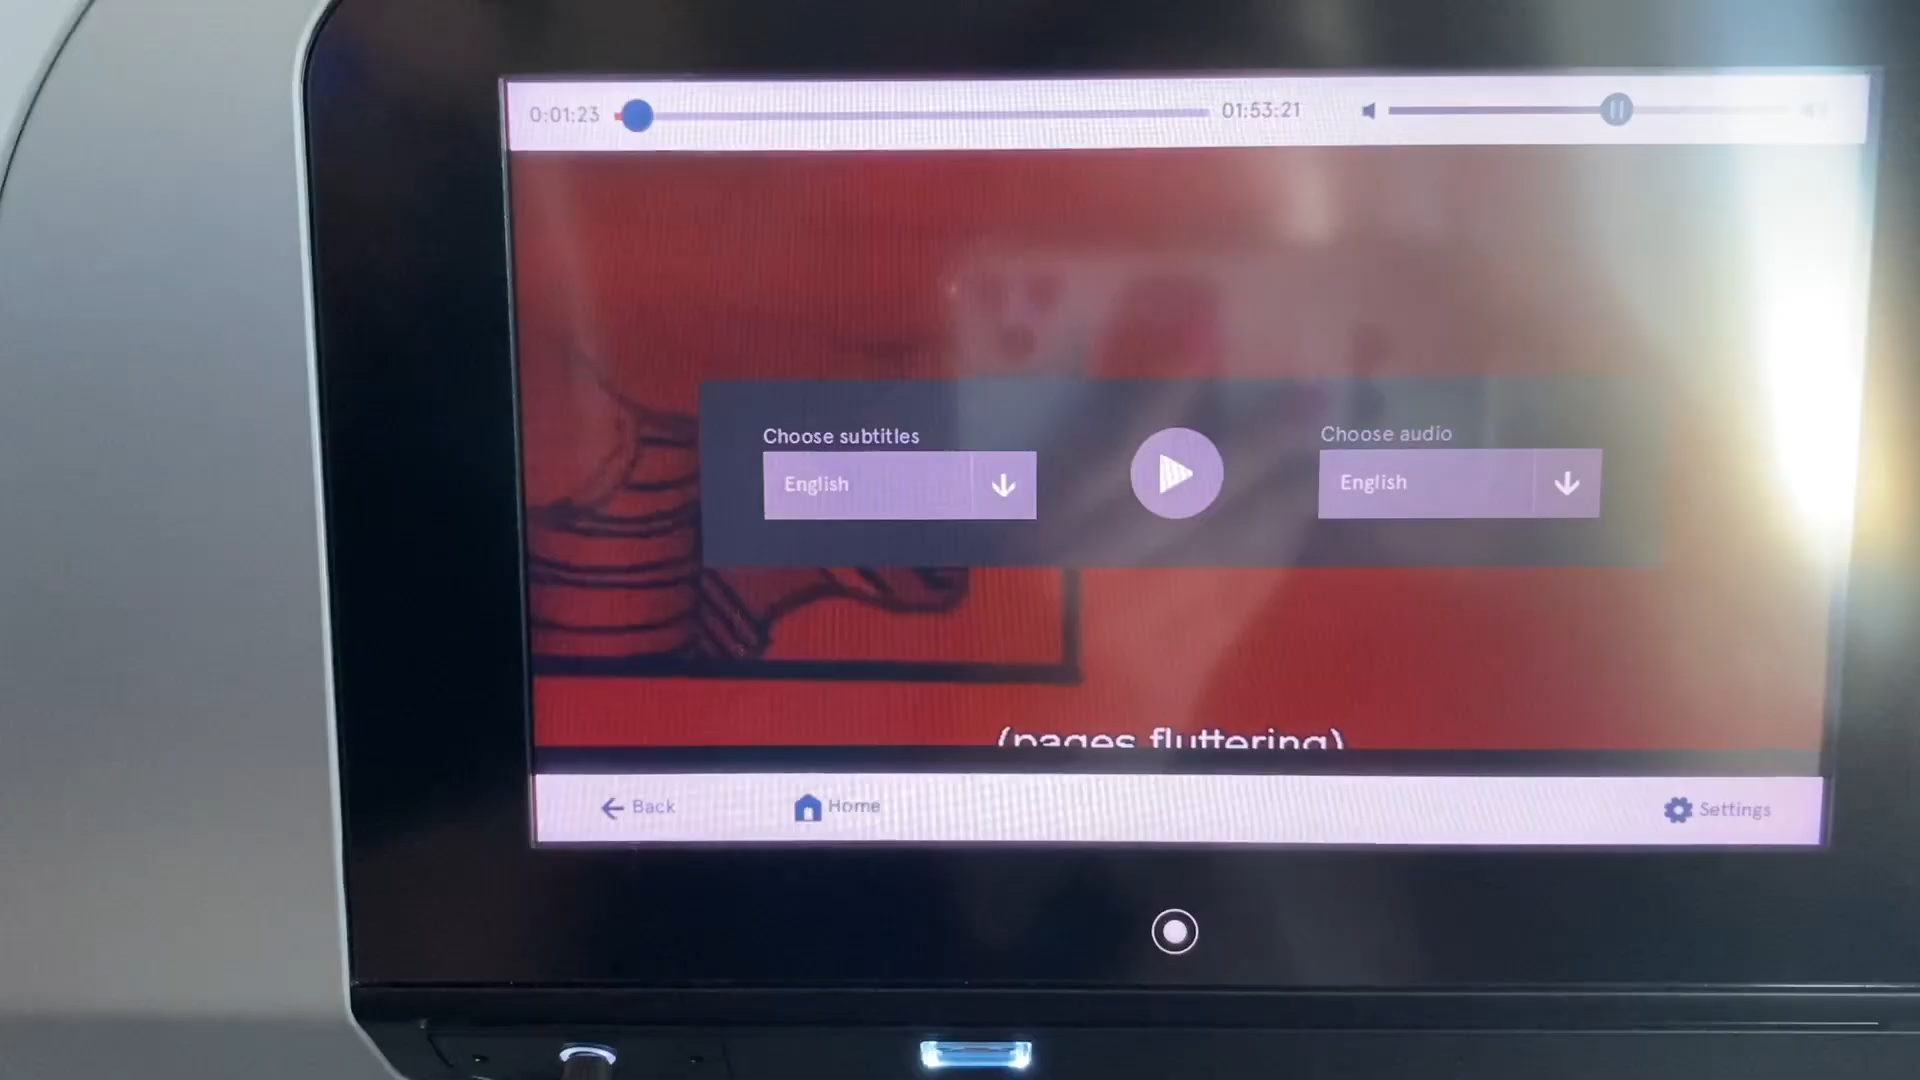 0:01:23
01:53:21
Choose subtitles
English
Choose audio
English
(pages fluttering)
Back
Home
Settings